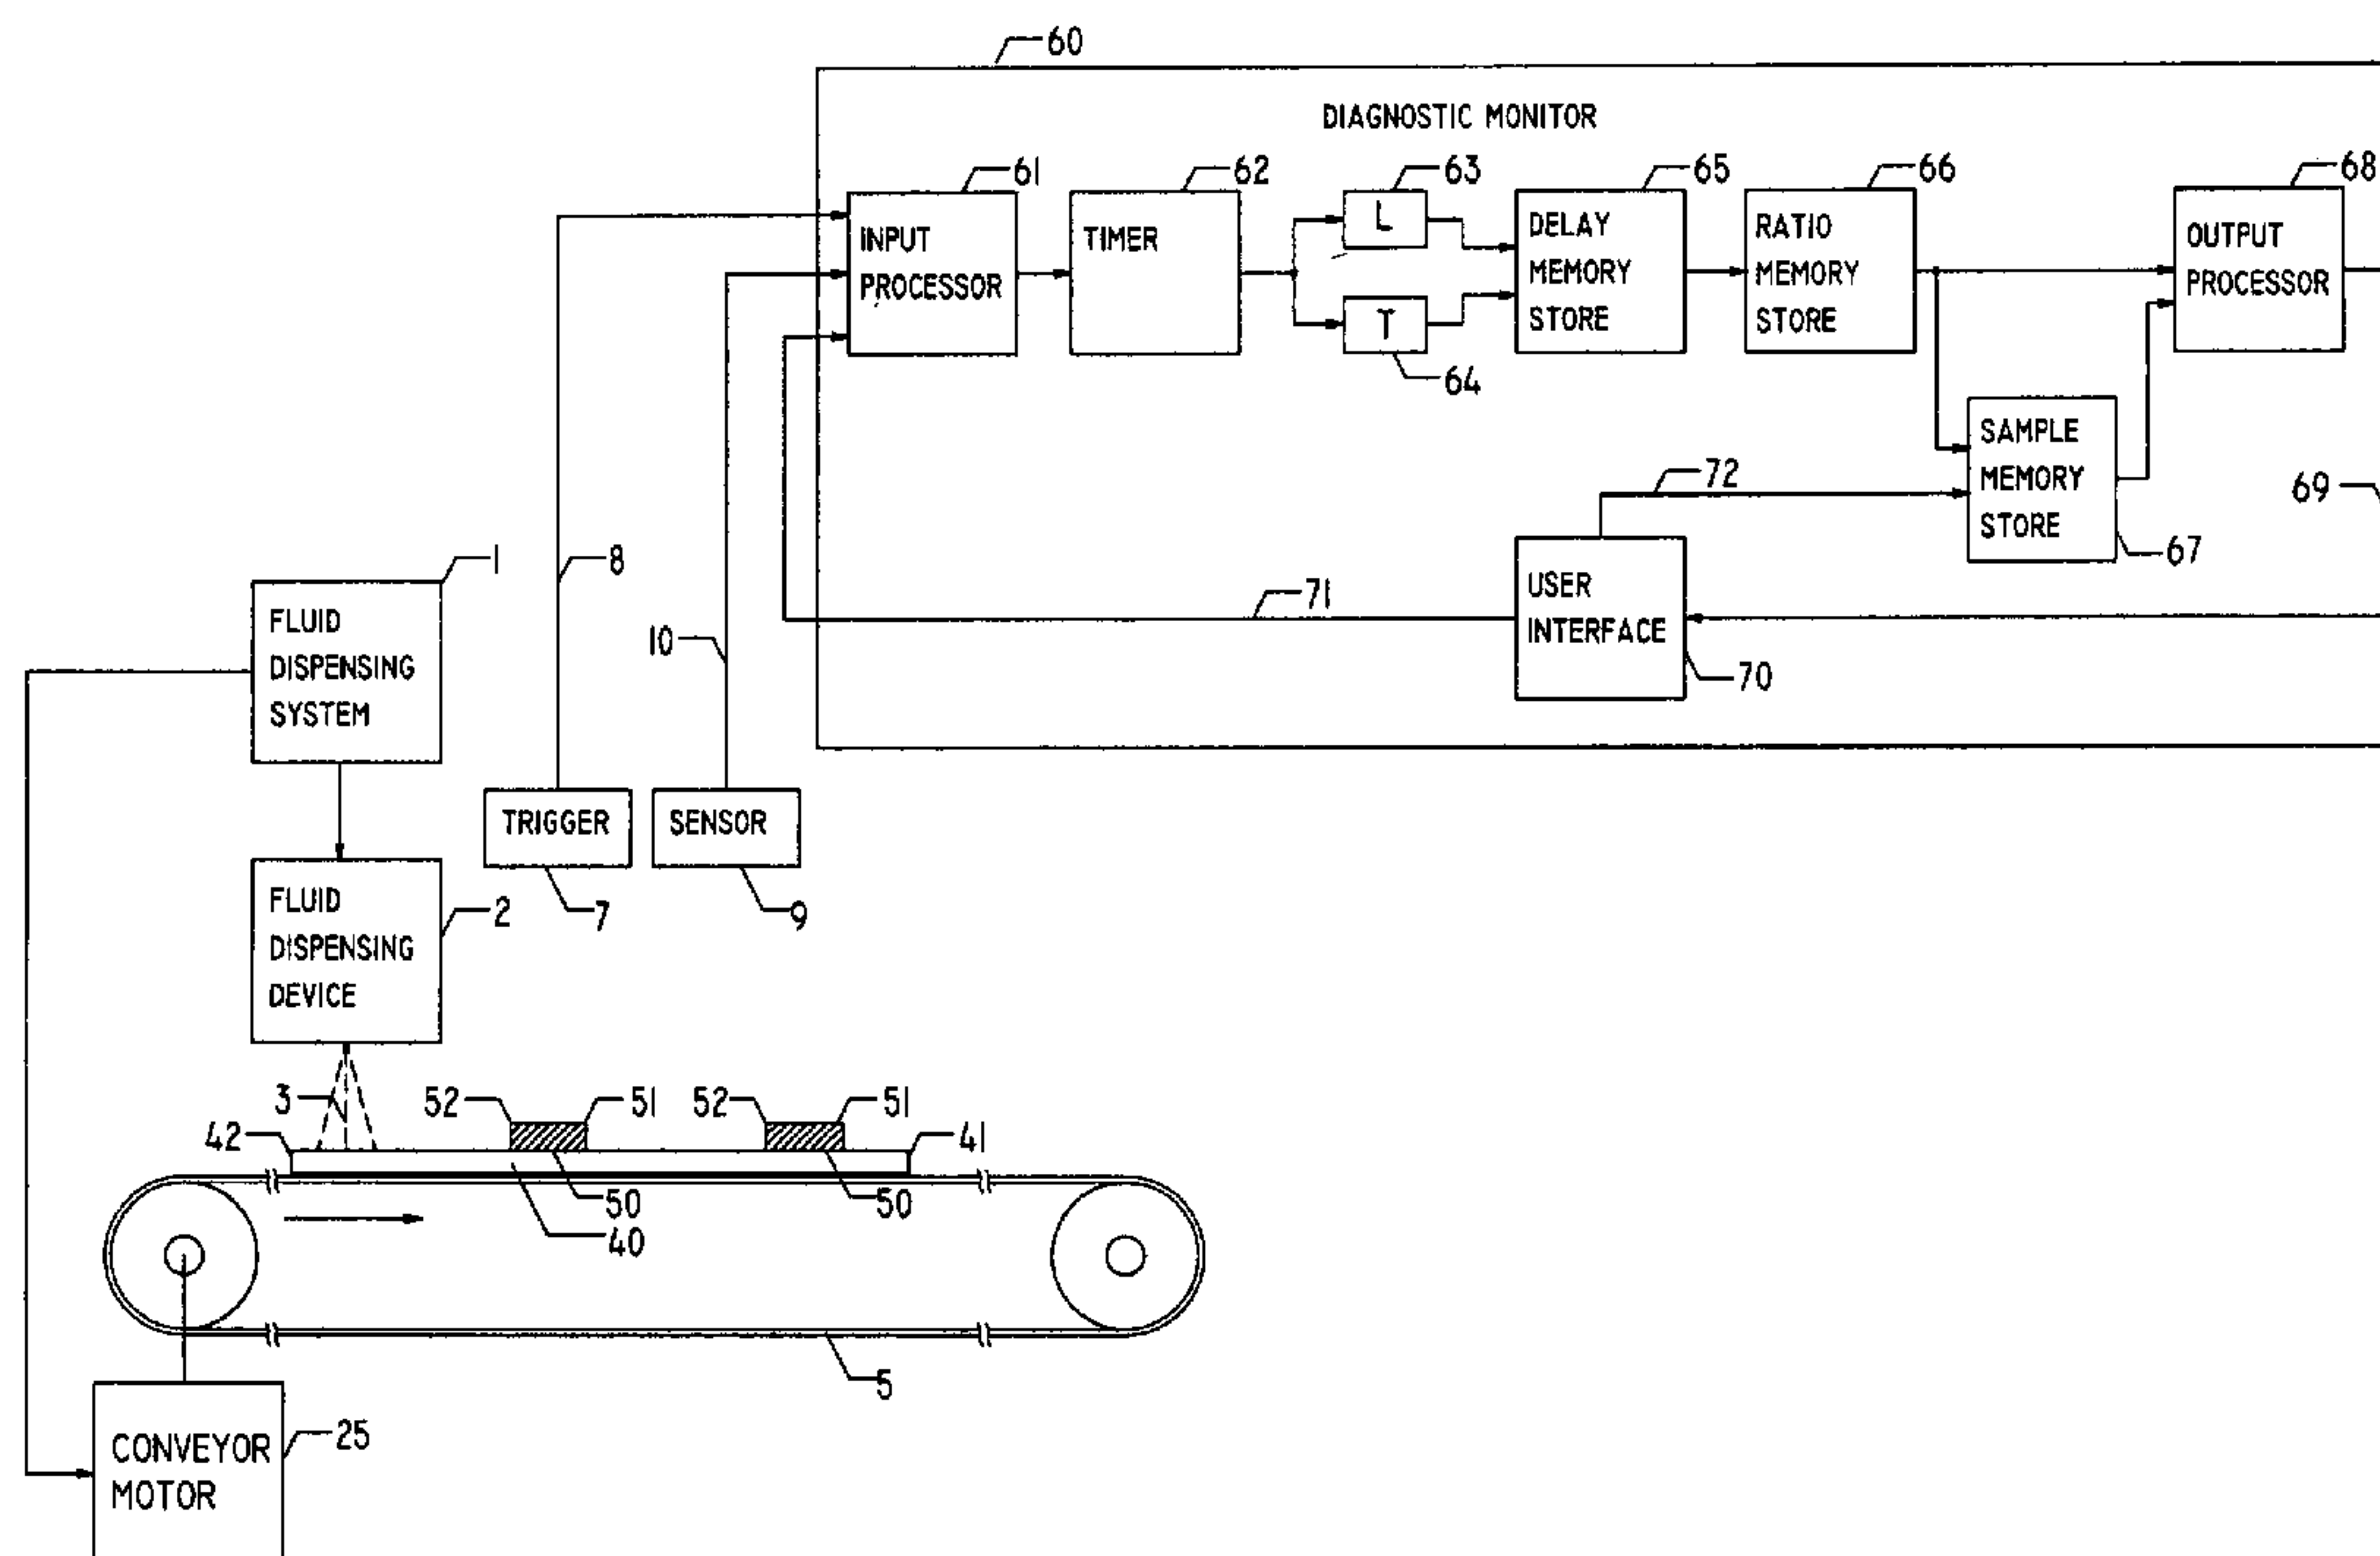 60
DIAGNOSTIC MONITOR
61
62
63
65
66
68
INPUT
PROCESSOR
TIMER
L
T
64
DELAY
MEMORY
STORE
RATIO
MEMORY
STORE
OUTPUT
PROCESSOR
SAMPLE
MEMORY
STORE
67
69
72
USER
INTERFACE
70
71
8
10
1
FLUID
DISPENSING
SYSTEM
TRIGGER
7
SENSOR
9
FLUID
DISPENSING
DEVICE
2
3
52
51
52
51
42
41
50
50
40
5
CONVEYOR
MOTOR
25